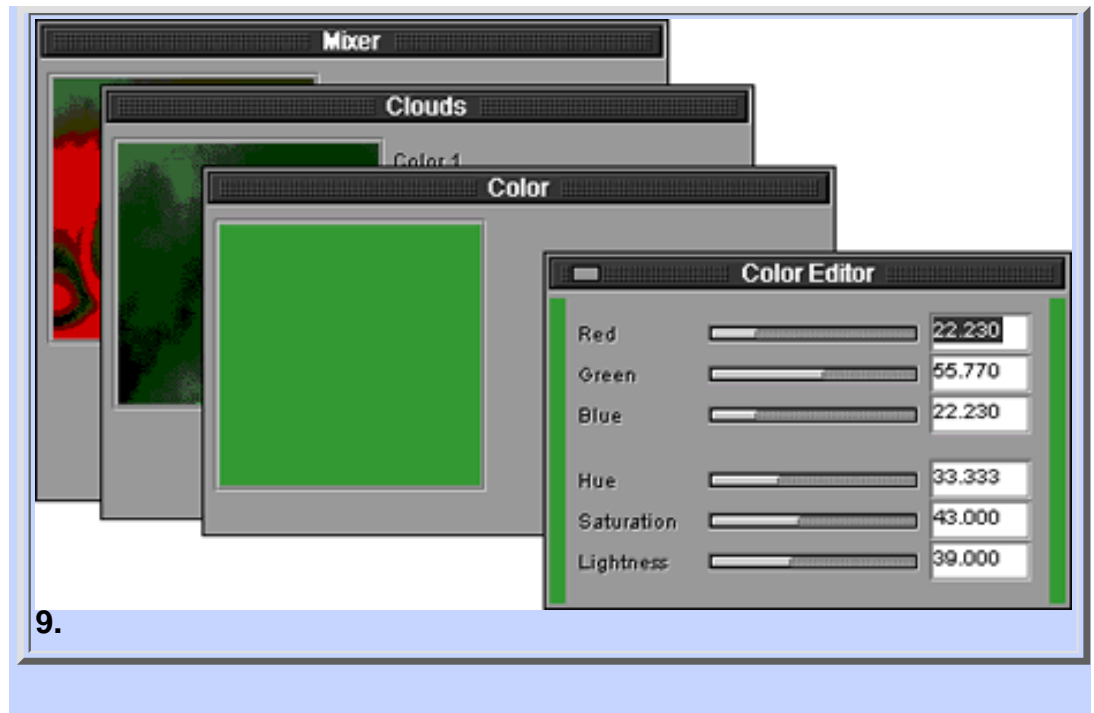 Mixer
Clouds
Color 1
Color
Color Editor
Red 22.230
Green 55.770
Blue 22.230
Hue 33.333
Saturation 43.000
Lightness 39.000
9.